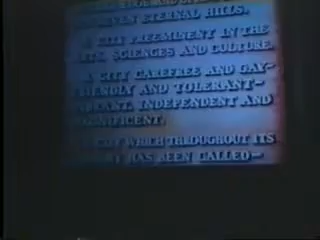 SEVEN ETERNAL HILLS.
A CITY PREEMINENT IN THE
ARTS, SCIENCES AND CULTURE.
A CITY CAREFREE AND GAY—
FRIENDLY AND TOLERANT—
VIBRANT, INDEPENDENT AND
MAGNIFICENT.
A CITY WHICH THROUGHOUT ITS
HAS BEEN CALLED—